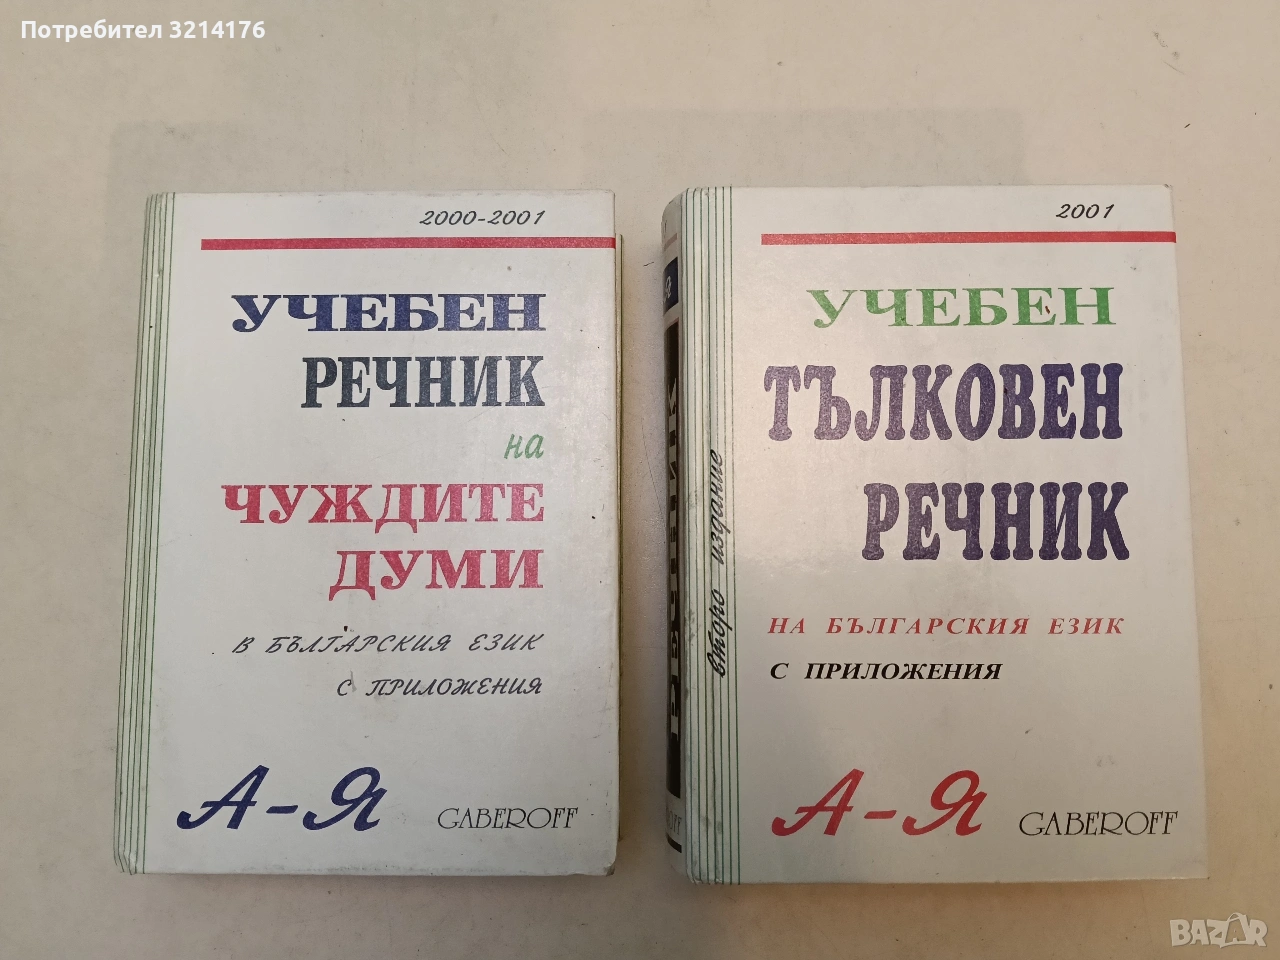 Потребител 3214176
2000-2001
УЧЕБЕН
РЕЧНИК
на
ЧУЖДИТЕ
ДУМИ
В БЪЛГАРСКИЯ ЕЗИК
С ПРИЛОЖЕНИЯ
А-Я
GABEROFF
2001
УЧЕБЕН
ТЪЛКОВЕН
РЕЧНИК
НА БЪЛГАРСКИЯ ЕЗИК
С ПРИЛОЖЕНИЯ
А-Я
GABEROFF
второ издание
BAZAR